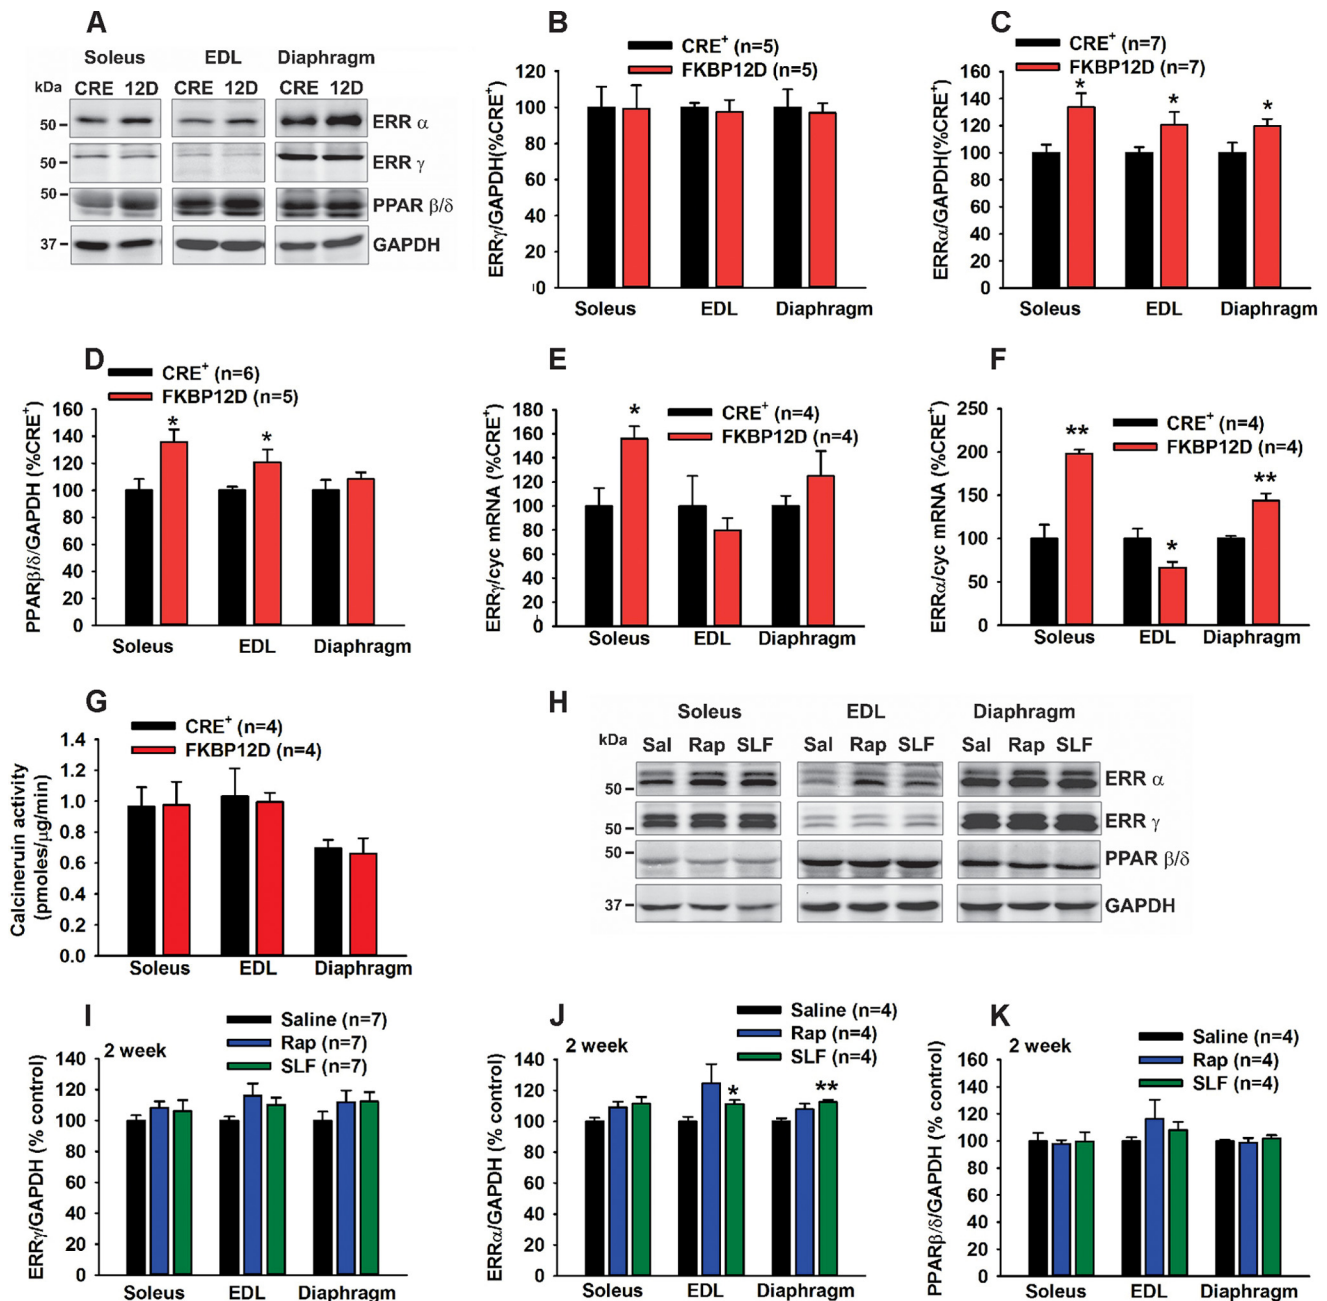 A
Soleus EDL Diaphragm
kDa CRE 12D CRE 12D CRE 12D
50 ERR α
50 ERR γ
50 PPAR β/δ
37 GAPDH
B
CRE⁺ (n=5)
FKBP12D (n=5)
ERRγ/GAPDH(%CRE⁺)
120
100
80
60
40
20
0
Soleus EDL Diaphragm
C
CRE⁺ (n=7)
FKBP12D (n=7)
ERRα/GAPDH(%CRE⁺)
160
140
120
100
80
60
40
20
0
* * *
Soleus EDL Diaphragm
D
CRE⁺ (n=6)
FKBP12D (n=5)
PPARβ/δ/GAPDH (%CRE⁺)
160
140
120
100
80
60
40
20
0
* *
Soleus EDL Diaphragm
E
CRE⁺ (n=4)
FKBP12D (n=4)
ERRγ/cyc mRNA (%CRE⁺)
180
160
140
120
100
80
60
40
20
0
*
Soleus EDL Diaphragm
F
CRE⁺ (n=4)
FKBP12D (n=4)
ERRα/cyc mRNA (%CRE⁺)
250
200
150
100
50
0
** * **
Soleus EDL Diaphragm
G
CRE⁺ (n=4)
FKBP12D (n=4)
Calcineruin activity
(pmoles/µg/min)
1.4
1.2
1.0
0.8
0.6
0.4
0.2
0.0
Soleus EDL Diaphragm
H
Soleus EDL Diaphragm
kDa Sal Rap SLF Sal Rap SLF Sal Rap SLF
50 ERR α
50 ERR γ
50 PPAR β/δ
37 GAPDH
I
Saline (n=7)
Rap (n=7)
SLF (n=7)
2 week
ERRγ/GAPDH (% control)
140
120
100
80
60
40
20
0
Soleus EDL Diaphragm
J
Saline (n=4)
Rap (n=4)
SLF (n=4)
2 week
ERRα/GAPDH (% control)
140
120
100
80
60
40
20
0
* **
Soleus EDL Diaphragm
K
Saline (n=4)
Rap (n=4)
SLF (n=4)
2 week
PPARβ/δ/GAPDH (% control)
160
140
120
100
80
60
40
20
0
Soleus EDL Diaphragm